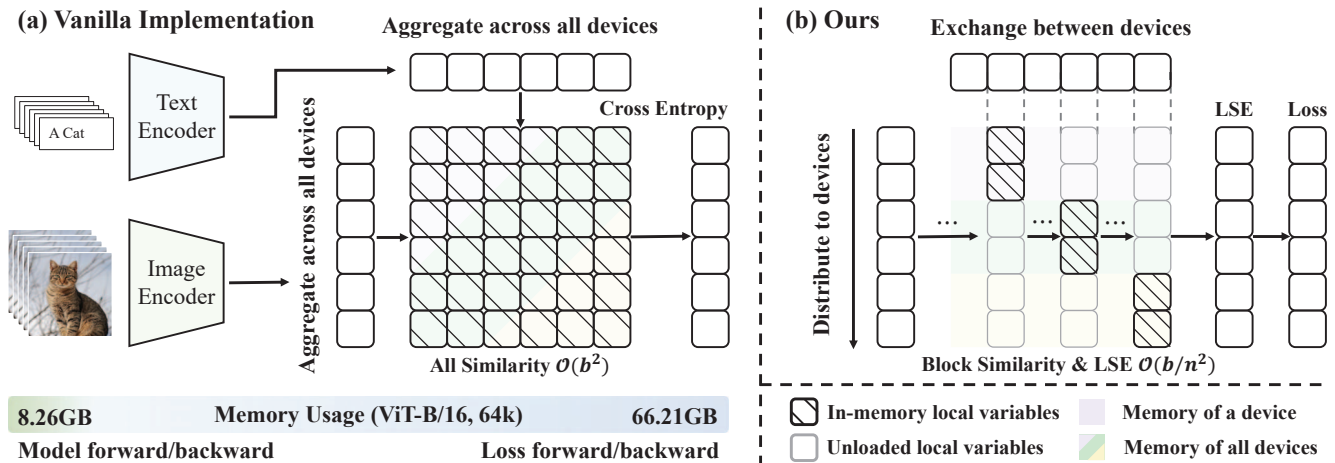 (a) Vanilla Implementation
Aggregate across all devices
Text
Encoder
A Cat
Cross Entropy
Aggregate across all devices
Image
Encoder
All Similarity 𝒪(b²)
8.26GB
Memory Usage (ViT-B/16, 64k)
66.21GB
Model forward/backward
Loss forward/backward
(b) Ours
Exchange between devices
LSE
Loss
Distribute to devices
...
...
...
Block Similarity & LSE 𝒪(b/n²)
In-memory local variables
Memory of a device
Unloaded local variables
Memory of all devices